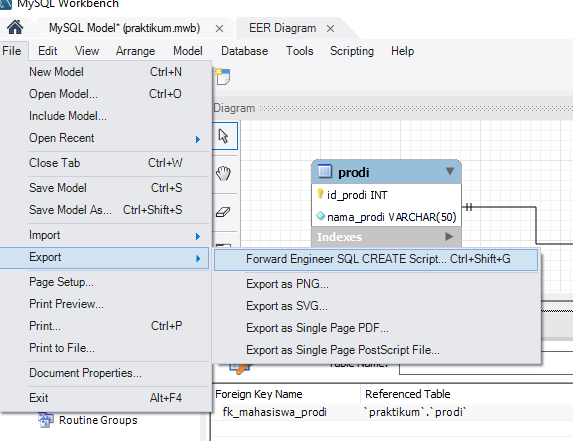 MySQL Workbench
MySQL Model* (praktikum.mwb)
EER Diagram
File Edit View Arrange Model Database Tools Scripting Help
New Model Ctrl+N
Open Model... Ctrl+O
Include Model...
Open Recent
Close Tab Ctrl+W
Save Model Ctrl+S
Save Model As... Ctrl+Shift+S
Import
Export
Page Setup...
Print Preview...
Print... Ctrl+P
Print to File...
Document Properties...
Exit Alt+F4
Forward Engineer SQL CREATE Script... Ctrl+Shift+G
Export as PNG...
Export as SVG...
Export as Single Page PDF...
Export as Single Page PostScript File...
Diagram
prodi
id_prodi INT
nama_prodi VARCHAR(50)
Indexes
Table Name:
Foreign Key Name Referenced Table
fk_mahasiswa_prodi `praktikum`.`prodi`
Routine Groups